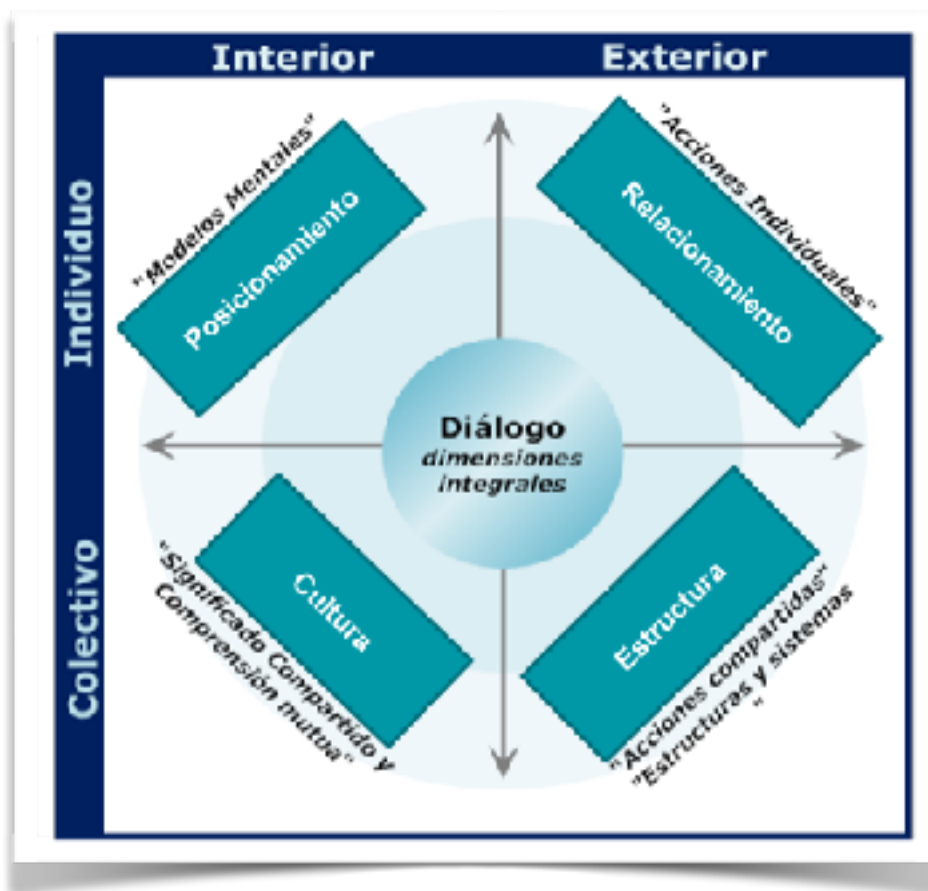 Interior
Exterior
Individuo
"Modelos Mentales"
Posicionamiento
"Acciones Individuales"
Relacionamiento
Diálogo
dimensiones
integrales
Colectivo
Cultura
"Significado Compartido y
Comprensión mutua"
Estructura
"Acciones compartidas"
"Estructuras y sistemas
"